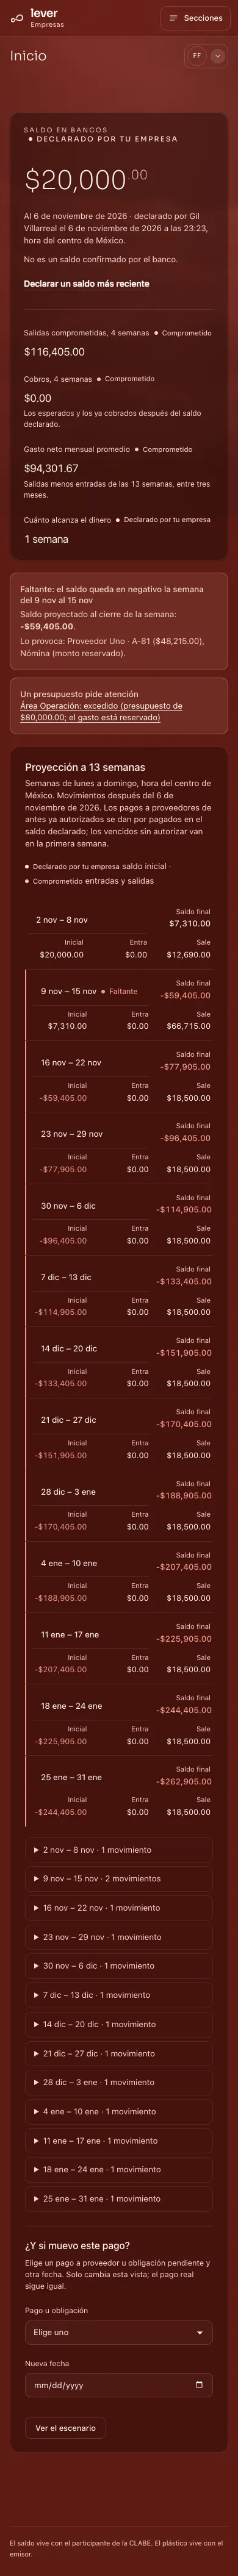 lever
Empresas
Secciones
Inicio
FF
SALDO EN BANCOS
DECLARADO POR TU EMPRESA
$20,000.00
Al 6 de noviembre de 2026 · declarado por Gil
Villarreal el 6 de noviembre de 2026 a las 23:23,
hora del centro de México.
No es un saldo confirmado por el banco.
Declarar un saldo más reciente
Salidas comprometidas, 4 semanas Comprometido
$116,405.00
Cobros, 4 semanas Comprometido
$0.00
Los esperados y los ya cobrados después del saldo
declarado.
Gasto neto mensual promedio Comprometido
$94,301.67
Salidas menos entradas de las 13 semanas, entre tres
meses.
Cuánto alcanza el dinero Declarado por tu empresa
1 semana
Faltante: el saldo queda en negativo la semana
del 9 nov al 15 nov
Saldo proyectado al cierre de la semana:
-$59,405.00.
Lo provoca: Proveedor Uno · A-81 ($48,215.00),
Nómina (monto reservado).
Un presupuesto pide atención
Área Operación: excedido (presupuesto de
$80,000.00; el gasto está reservado)
Proyección a 13 semanas
Semanas de lunes a domingo, hora del centro de
México. Movimientos después del 6 de
noviembre de 2026. Los pagos a proveedores de
antes ya autorizados se dan por pagados en el
saldo declarado; los vencidos sin autorizar van
en la primera semana.
Declarado por tu empresa saldo inicial ·
Comprometido entradas y salidas
Saldo final
2 nov – 8 nov $7,310.00
Inicial Entra Sale
$20,000.00 $0.00 $12,690.00
Saldo final
9 nov – 15 nov Faltante -$59,405.00
Inicial Entra Sale
$7,310.00 $0.00 $66,715.00
Saldo final
16 nov – 22 nov -$77,905.00
Inicial Entra Sale
-$59,405.00 $0.00 $18,500.00
Saldo final
23 nov – 29 nov -$96,405.00
Inicial Entra Sale
-$77,905.00 $0.00 $18,500.00
Saldo final
30 nov – 6 dic -$114,905.00
Inicial Entra Sale
-$96,405.00 $0.00 $18,500.00
Saldo final
7 dic – 13 dic -$133,405.00
Inicial Entra Sale
-$114,905.00 $0.00 $18,500.00
Saldo final
14 dic – 20 dic -$151,905.00
Inicial Entra Sale
-$133,405.00 $0.00 $18,500.00
Saldo final
21 dic – 27 dic -$170,405.00
Inicial Entra Sale
-$151,905.00 $0.00 $18,500.00
Saldo final
28 dic – 3 ene -$188,905.00
Inicial Entra Sale
-$170,405.00 $0.00 $18,500.00
Saldo final
4 ene – 10 ene -$207,405.00
Inicial Entra Sale
-$188,905.00 $0.00 $18,500.00
Saldo final
11 ene – 17 ene -$225,905.00
Inicial Entra Sale
-$207,405.00 $0.00 $18,500.00
Saldo final
18 ene – 24 ene -$244,405.00
Inicial Entra Sale
-$225,905.00 $0.00 $18,500.00
Saldo final
25 ene – 31 ene -$262,905.00
Inicial Entra Sale
-$244,405.00 $0.00 $18,500.00
2 nov – 8 nov · 1 movimiento
9 nov – 15 nov · 2 movimientos
16 nov – 22 nov · 1 movimiento
23 nov – 29 nov · 1 movimiento
30 nov – 6 dic · 1 movimiento
7 dic – 13 dic · 1 movimiento
14 dic – 20 dic · 1 movimiento
21 dic – 27 dic · 1 movimiento
28 dic – 3 ene · 1 movimiento
4 ene – 10 ene · 1 movimiento
11 ene – 17 ene · 1 movimiento
18 ene – 24 ene · 1 movimiento
25 ene – 31 ene · 1 movimiento
¿Y si muevo este pago?
Elige un pago a proveedor u obligación pendiente y
otra fecha. Solo cambia esta vista; el pago real
sigue igual.
Pago u obligación
Elige uno
Nueva fecha
mm/dd/yyyy
Ver el escenario
El saldo vive con el participante de la CLABE. El plástico vive con el
emisor.